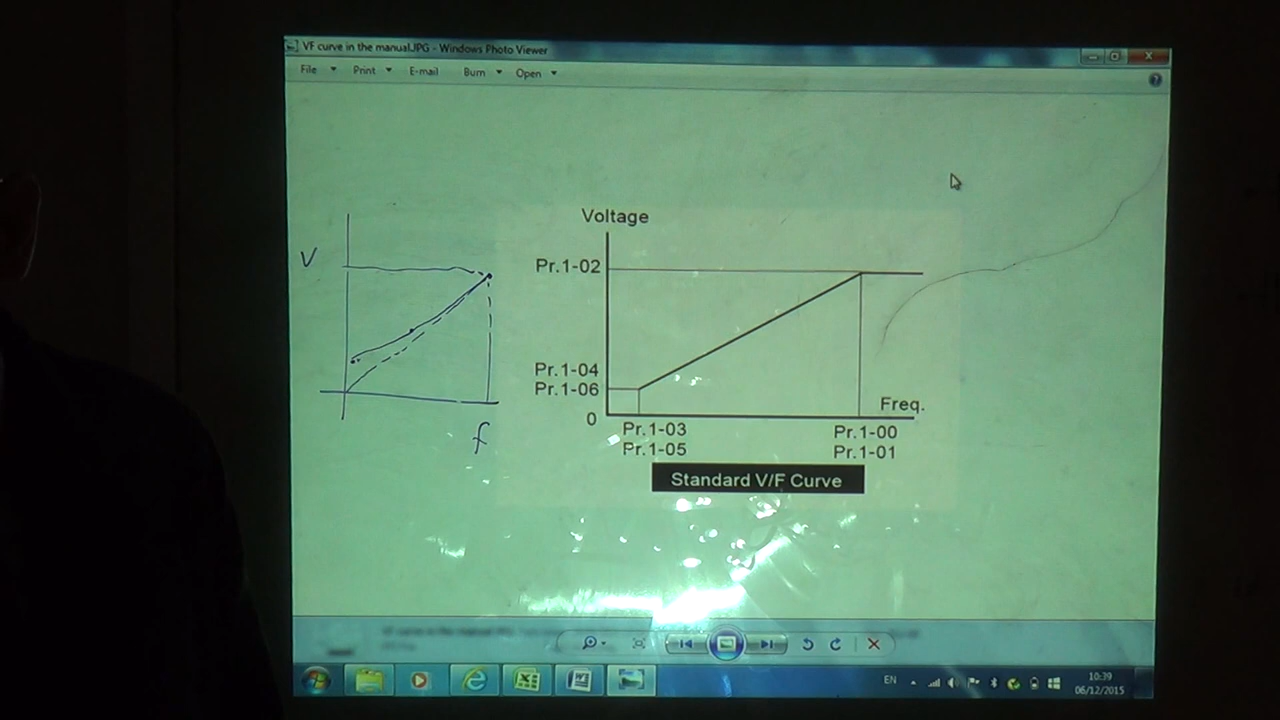 VF curve in the manual.JPG - Windows Photo Viewer
File Print E-mail Burn Open
Voltage
V
Pr.1-02
Pr.1-04
Pr.1-06
0
Freq.
f
Pr.1-03
Pr.1-05
Pr.1-00
Pr.1-01
Standard V/F Curve
EN
10:39
06/12/2015